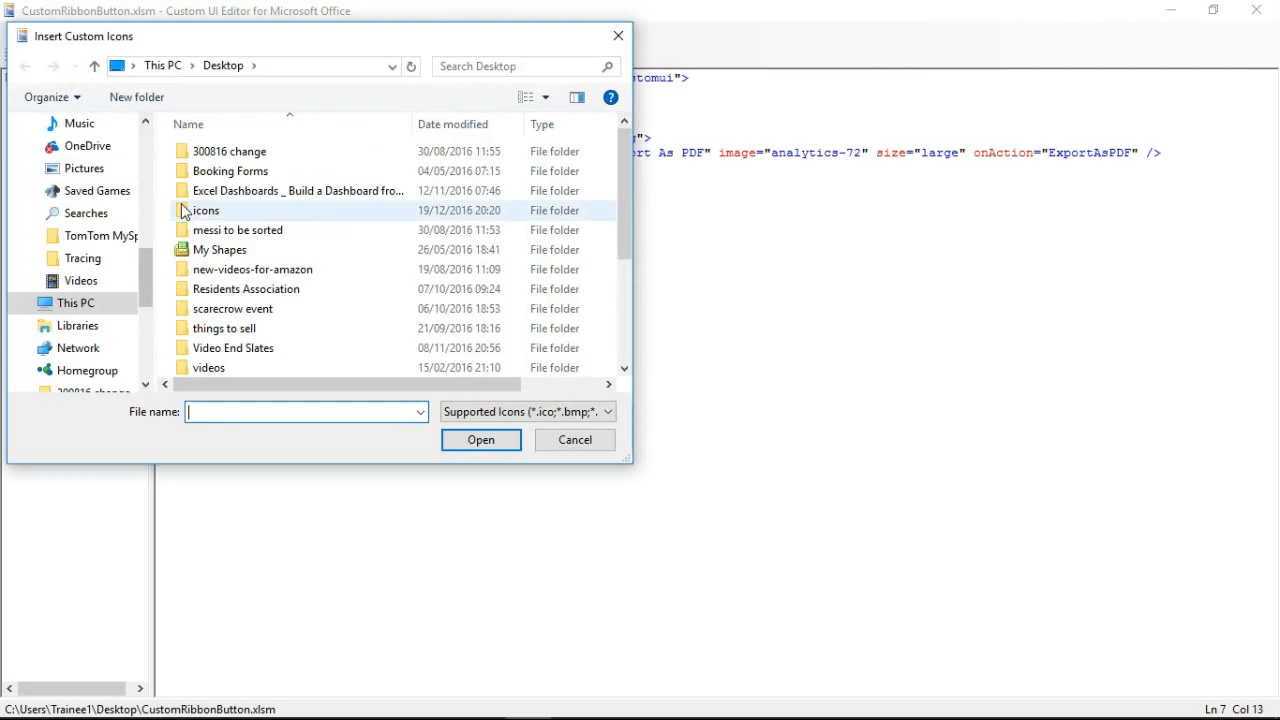 CustomRibbonButton.xlsm - Custom UI Editor for Microsoft Office
Insert Custom Icons
This PC > Desktop >
Search Desktop
Organize
New folder
Name Date modified Type
Music
OneDrive
Pictures
Saved Games
Searches
TomTom MySp
Tracing
Videos
This PC
Libraries
Network
Homegroup
300816 change
300816 change 30/08/2016 11:55 File folder
Booking Forms 04/05/2016 07:15 File folder
Excel Dashboards _ Build a Dashboard fro... 12/11/2016 07:46 File folder
icons 19/12/2016 20:20 File folder
messi to be sorted 30/08/2016 11:53 File folder
My Shapes 26/05/2016 18:41 File folder
new-videos-for-amazon 19/08/2016 11:09 File folder
Residents Association 07/10/2016 09:24 File folder
scarecrow event 06/10/2016 18:53 File folder
things to sell 21/09/2016 18:16 File folder
Video End Slates 08/11/2016 20:56 File folder
videos 15/02/2016 21:10 File folder
File name:
Supported Icons (*.ico;*.bmp;*.
Open
Cancel
stomui">
g">
rt As PDF" image="analytics-72" size="large" onAction="ExportAsPDF" />
C:\Users\Trainee1\Desktop\CustomRibbonButton.xlsm
Ln 7 Col 13